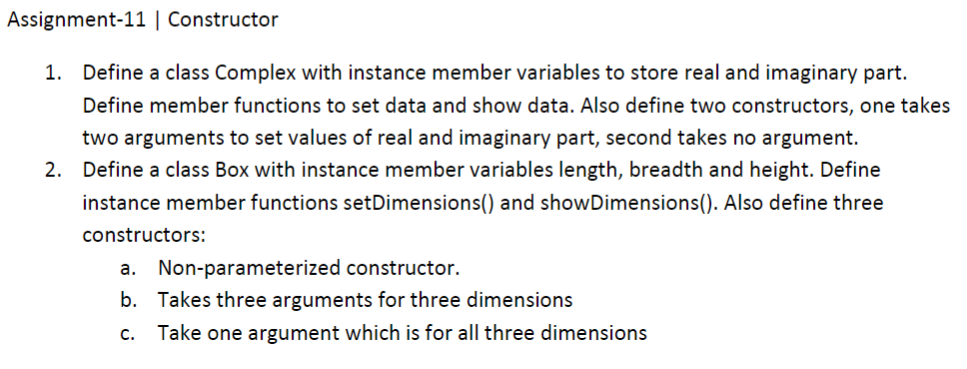 Assignment-11 | Constructor
1. Define a class Complex with instance member variables to store real and imaginary part.
Define member functions to set data and show data. Also define two constructors, one takes
two arguments to set values of real and imaginary part, second takes no argument.
2. Define a class Box with instance member variables length, breadth and height. Define
instance member functions setDimensions() and showDimensions(). Also define three
constructors:
a. Non-parameterized constructor.
b. Takes three arguments for three dimensions
c. Take one argument which is for all three dimensions